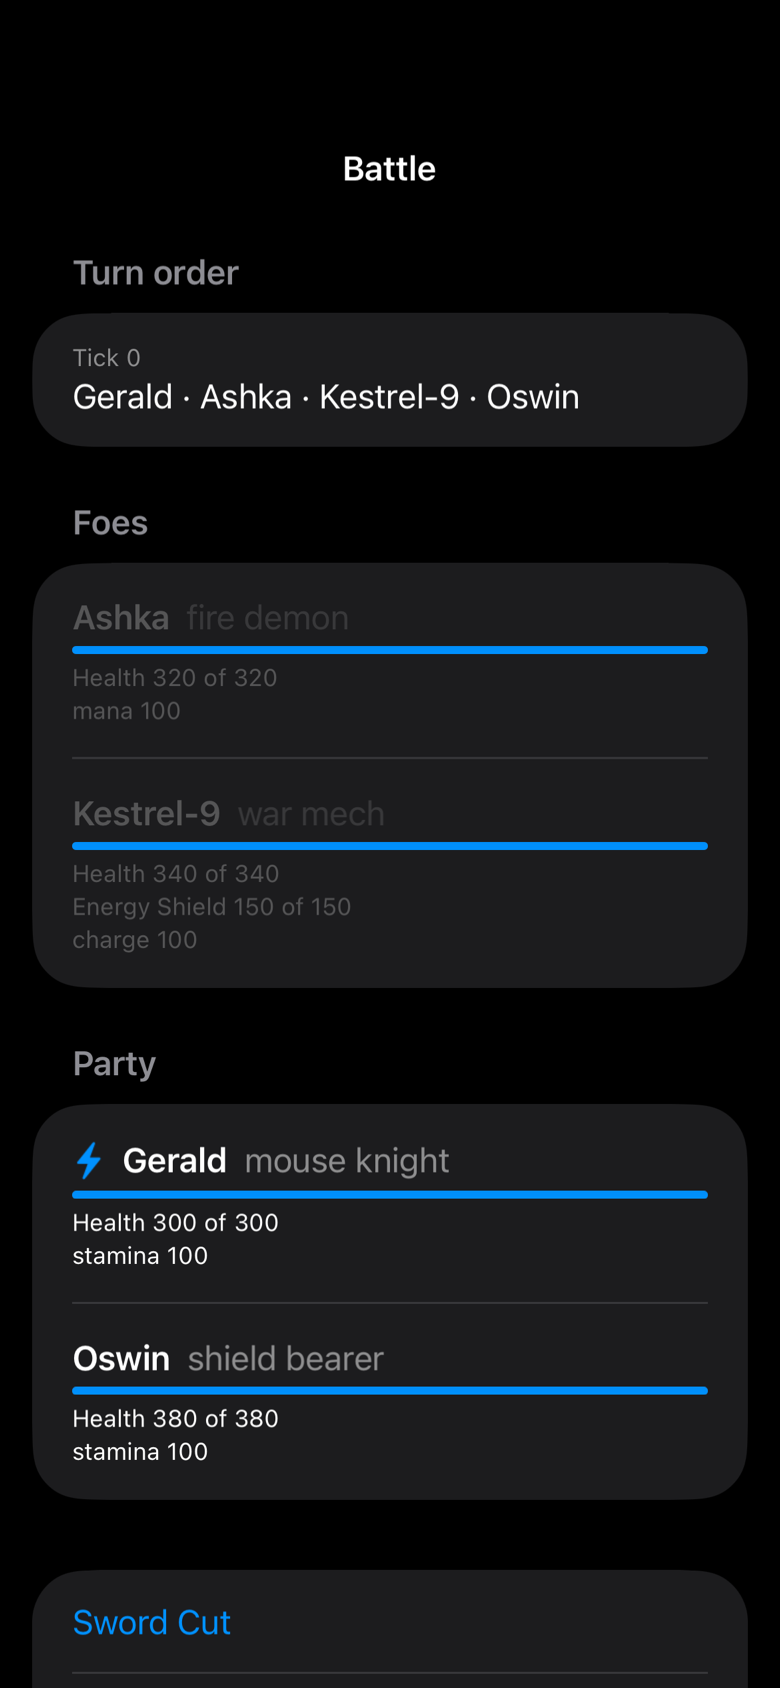 Battle
Turn order
Tick 0
Gerald · Ashka · Kestrel-9 · Oswin
Foes
Ashka fire demon
Health 320 of 320
mana 100
Kestrel-9 war mech
Health 340 of 340
Energy Shield 150 of 150
charge 100
Party
Gerald mouse knight
Health 300 of 300
stamina 100
Oswin shield bearer
Health 380 of 380
stamina 100
Sword Cut